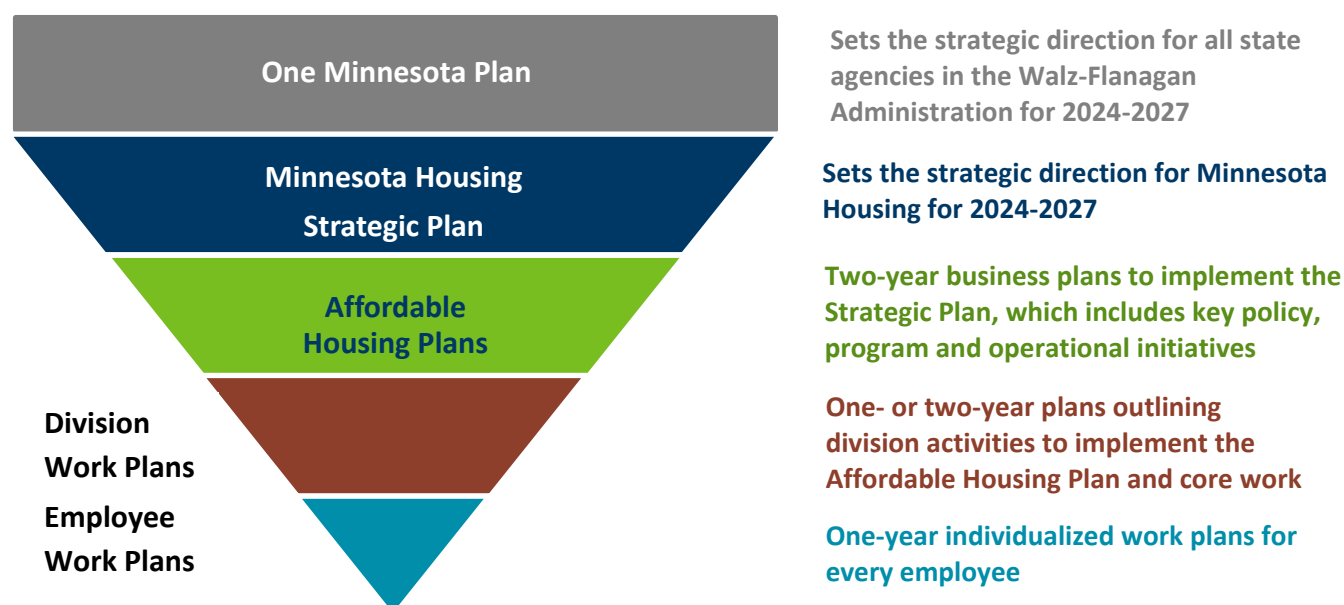 One Minnesota Plan
Sets the strategic direction for all state
agencies in the Walz-Flanagan
Administration for 2024-2027
Minnesota Housing
Strategic Plan
Sets the strategic direction for Minnesota
Housing for 2024-2027
Affordable
Housing Plans
Two-year business plans to implement the
Strategic Plan, which includes key policy,
program and operational initiatives
Division
Work Plans
One- or two-year plans outlining
division activities to implement the
Affordable Housing Plan and core work
Employee
Work Plans
One-year individualized work plans for
every employee